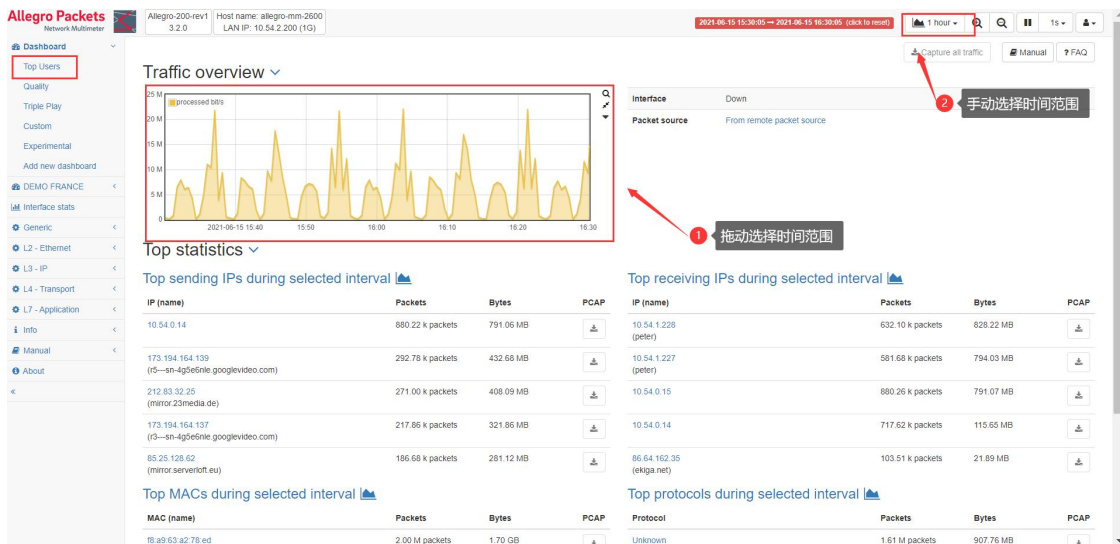 Allegro Packets
Network Multimeter
Allegro-200-rev1
3.2.0
Host name: allegro-mm-2600
LAN IP: 10.54.2.200 (1G)
2021-06-15 15:30:05 → 2021-06-15 16:30:05 (click to reset)
1 hour
1s
Dashboard
Top Users
Quality
Triple Play
Custom
Experimental
Add new dashboard
DEMO FRANCE
Interface stats
Generic
L2 - Ethernet
L3 - IP
L4 - Transport
L7 - Application
Info
Manual
About
«
Capture all traffic
Manual
? FAQ
Traffic overview
25 M
processed bit/s
20 M
15 M
10 M
5 M
0
2021-06-15 15:40 15:50 16:00 16:10 16:20 16:30
Interface Down
Packet source From remote packet source
2 手动选择时间范围
1 拖动选择时间范围
Top statistics
Top sending IPs during selected interval
IP (name) Packets Bytes PCAP
10.54.0.14 880.22 k packets 791.06 MB
173.194.164.139 292.78 k packets 432.68 MB
(r5---sn-4g5e6nle.googlevideo.com)
212.83.32.25 271.00 k packets 408.09 MB
(mirror.23media.de)
173.194.164.137 217.86 k packets 321.86 MB
(r3---sn-4g5e6nle.googlevideo.com)
85.25.128.62 186.68 k packets 281.12 MB
(mirror.serverloft.eu)
Top receiving IPs during selected interval
IP (name) Packets Bytes PCAP
10.54.1.228 632.10 k packets 828.22 MB
(peter)
10.54.1.227 581.68 k packets 794.03 MB
(peter)
10.54.0.15 880.26 k packets 791.07 MB
10.54.0.14 717.62 k packets 115.65 MB
86.64.162.35 103.51 k packets 21.89 MB
(ekiga.net)
Top MACs during selected interval
MAC (name) Packets Bytes PCAP
f8:a9:63:a2:78:ed 2.00 M packets 1.70 GB
Top protocols during selected interval
Protocol Packets Bytes PCAP
Unknown 1.61 M packets 907.76 MB